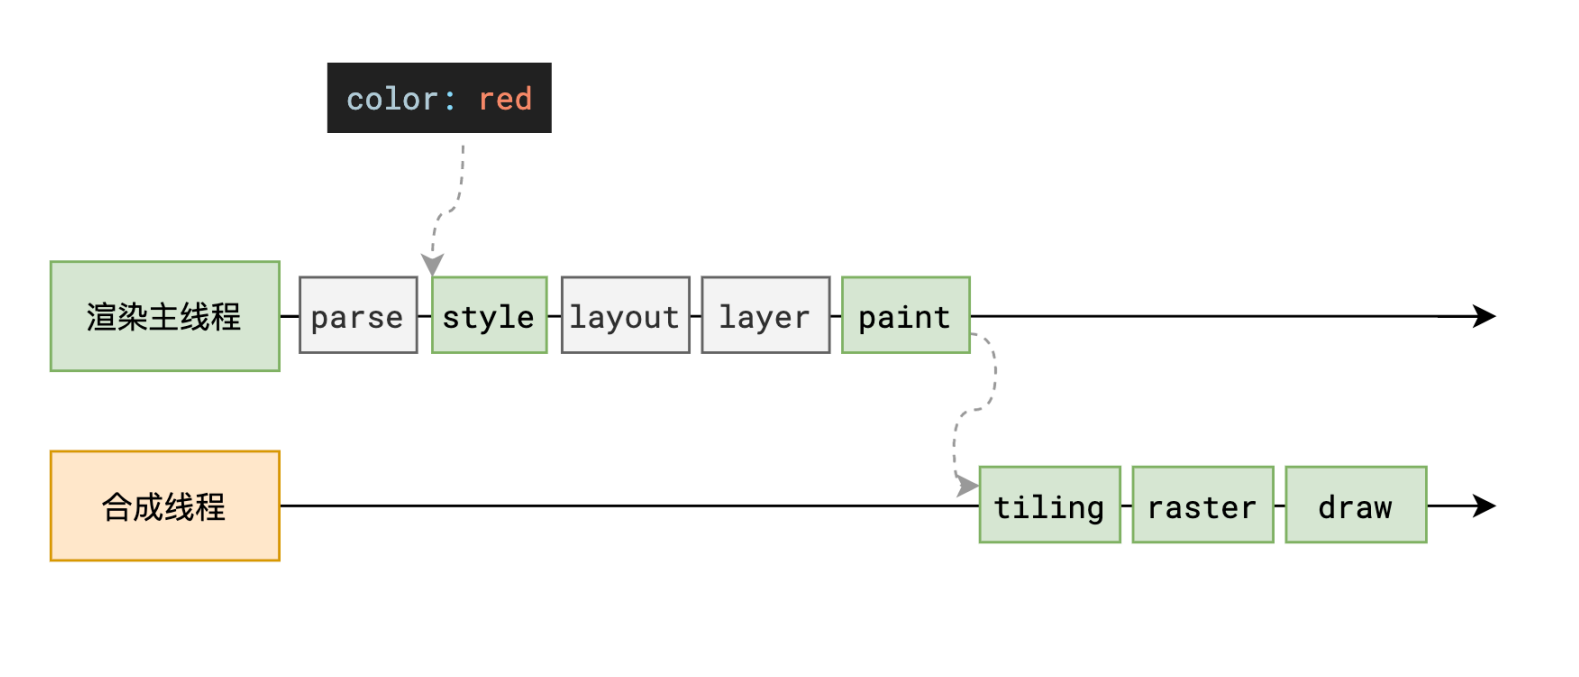 color: red
渲染主线程
parse
style
layout
layer
paint
合成线程
tiling
raster
draw